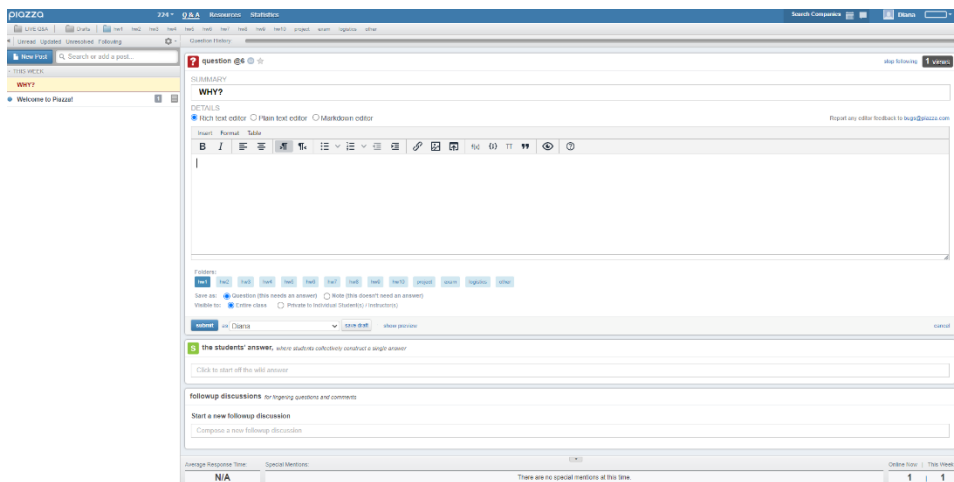 piazza 224 Q & A Resources Statistics Search Companies Diana
LIVE Q&A Drafts hw1 hw2 hw3 hw4 hw5 hw6 hw7 hw8 hw9 hw10 project exam logistics other
Unread Updated Unresolved Following Question History
New Post Search or add a post...
THIS WEEK
WHY?
Welcome to Piazza!
question @6 stop following 1 views
SUMMARY
WHY?
DETAILS
Rich text editor Plain text editor Markdown editor Report any editor feedback to bugs@piazza.com
Insert Format Table
Folders:
hw1 hw2 hw3 hw4 hw5 hw6 hw7 hw8 hw9 hw10 project exam logistics other
Save as: Question (this needs an answer) Note (this doesn't need an answer)
Visible to: Entire class Private to Individual Student(s) / Instructor(s)
submit as Diana save draft show preview cancel
S the students' answer, where students collectively construct a single answer
Click to start off the wiki answer
followup discussions for lingering questions and comments
Start a new followup discussion
Compose a new followup discussion
Average Response Time: Special Mentions: Online Now | This Week
N/A There are no special mentions at this time. 1 | 1